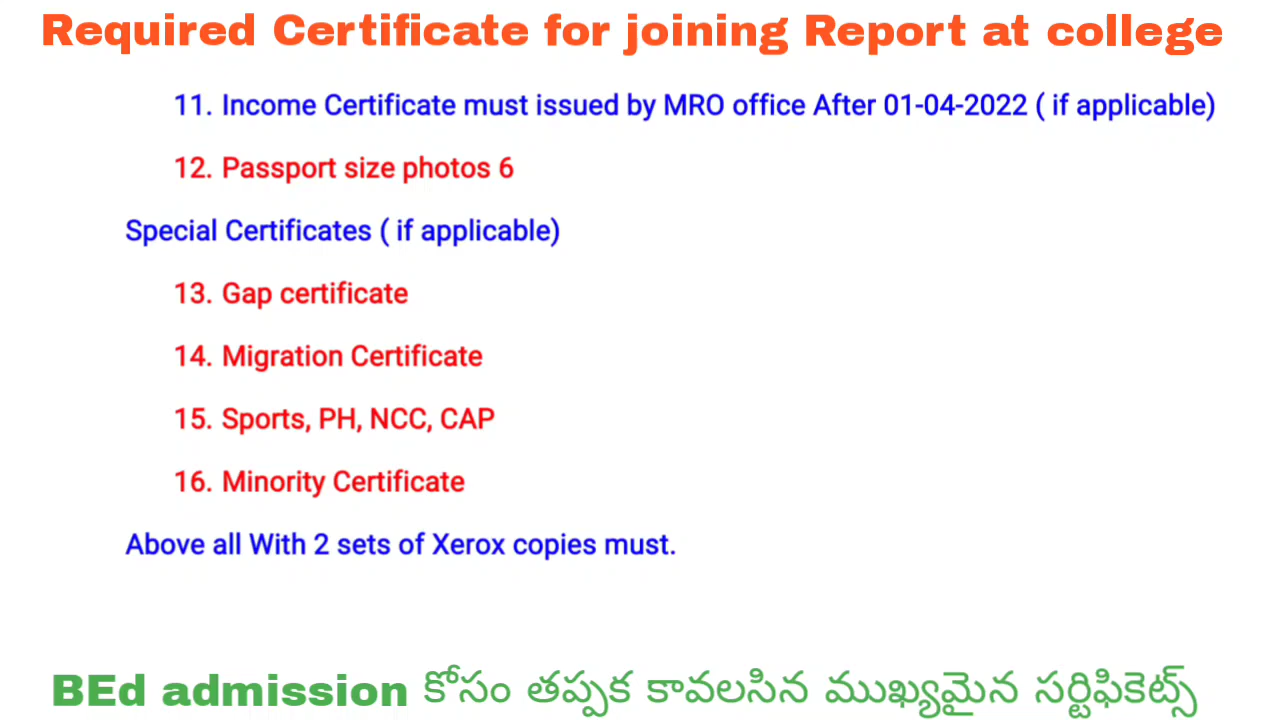 Required Certificate for joining Report at college
11. Income Certificate must issued by MRO office After 01-04-2022 ( if applicable)
12. Passport size photos 6
Special Certificates ( if applicable)
13. Gap certificate
14. Migration Certificate
15. Sports, PH, NCC, CAP
16. Minority Certificate
Above all With 2 sets of Xerox copies must.
BEd admission కోసం తప్పక కావలసిన ముఖ్యమైన సర్టిఫికెట్స్